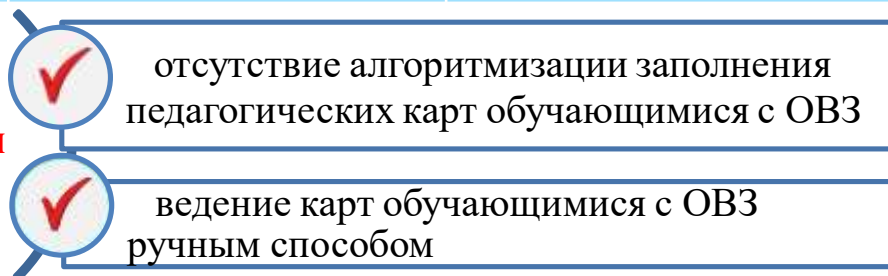 отсутствие алгоритмизации заполнения
педагогических карт обучающимися с ОВЗ
ведение карт обучающимися с ОВЗ
ручным способом